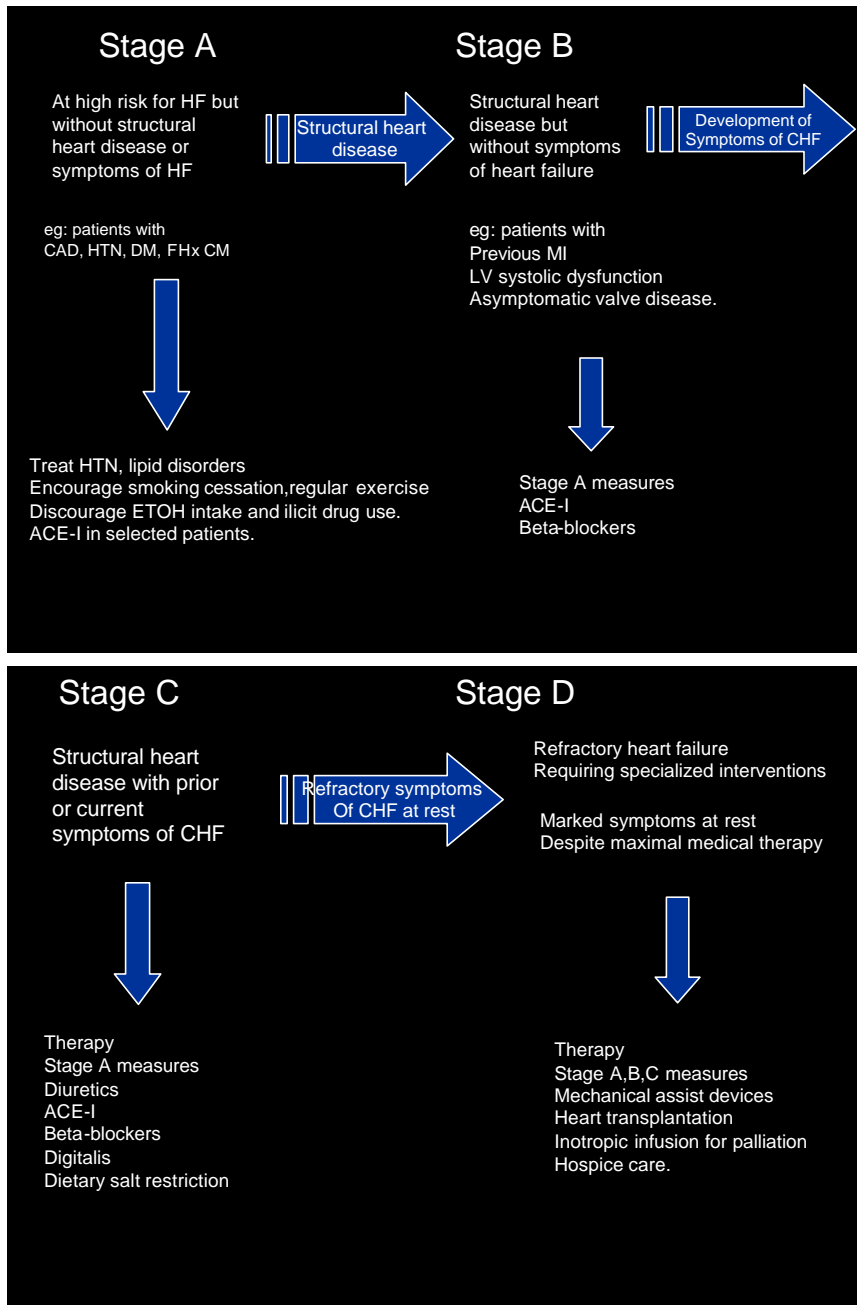 Stage A
At high risk for HF but
without structural
heart disease or
symptoms of HF
eg: patients with
CAD, HTN, DM, FHx CM
Structural heart
disease
Treat HTN, lipid disorders
Encourage smoking cessation,regular exercise
Discourage ETOH intake and ilicit drug use.
ACE-I in selected patients.
Stage B
Structural heart
disease but
without symptoms
of heart failure
eg: patients with
Previous MI
LV systolic dysfunction
Asymptomatic valve disease.
Development of
Symptoms of CHF
Stage A measures
ACE-I
Beta-blockers
Stage C
Structural heart
disease with prior
or current
symptoms of CHF
Refractory symptoms
Of CHF at rest
Therapy
Stage A measures
Diuretics
ACE-I
Beta-blockers
Digitalis
Dietary salt restriction
Stage D
Refractory heart failure
Requiring specialized interventions
Marked symptoms at rest
Despite maximal medical therapy
Therapy
Stage A,B,C measures
Mechanical assist devices
Heart transplantation
Inotropic infusion for palliation
Hospice care.